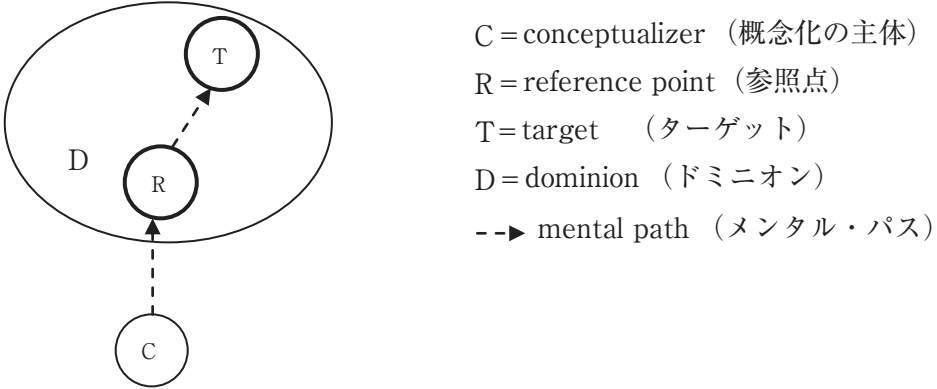 T
D
R
C
C = conceptualizer （概念化の主体）
R = reference point （参照点）
T = target （ターゲット）
D = dominion （ドミニオン）
mental path （メンタル・パス）